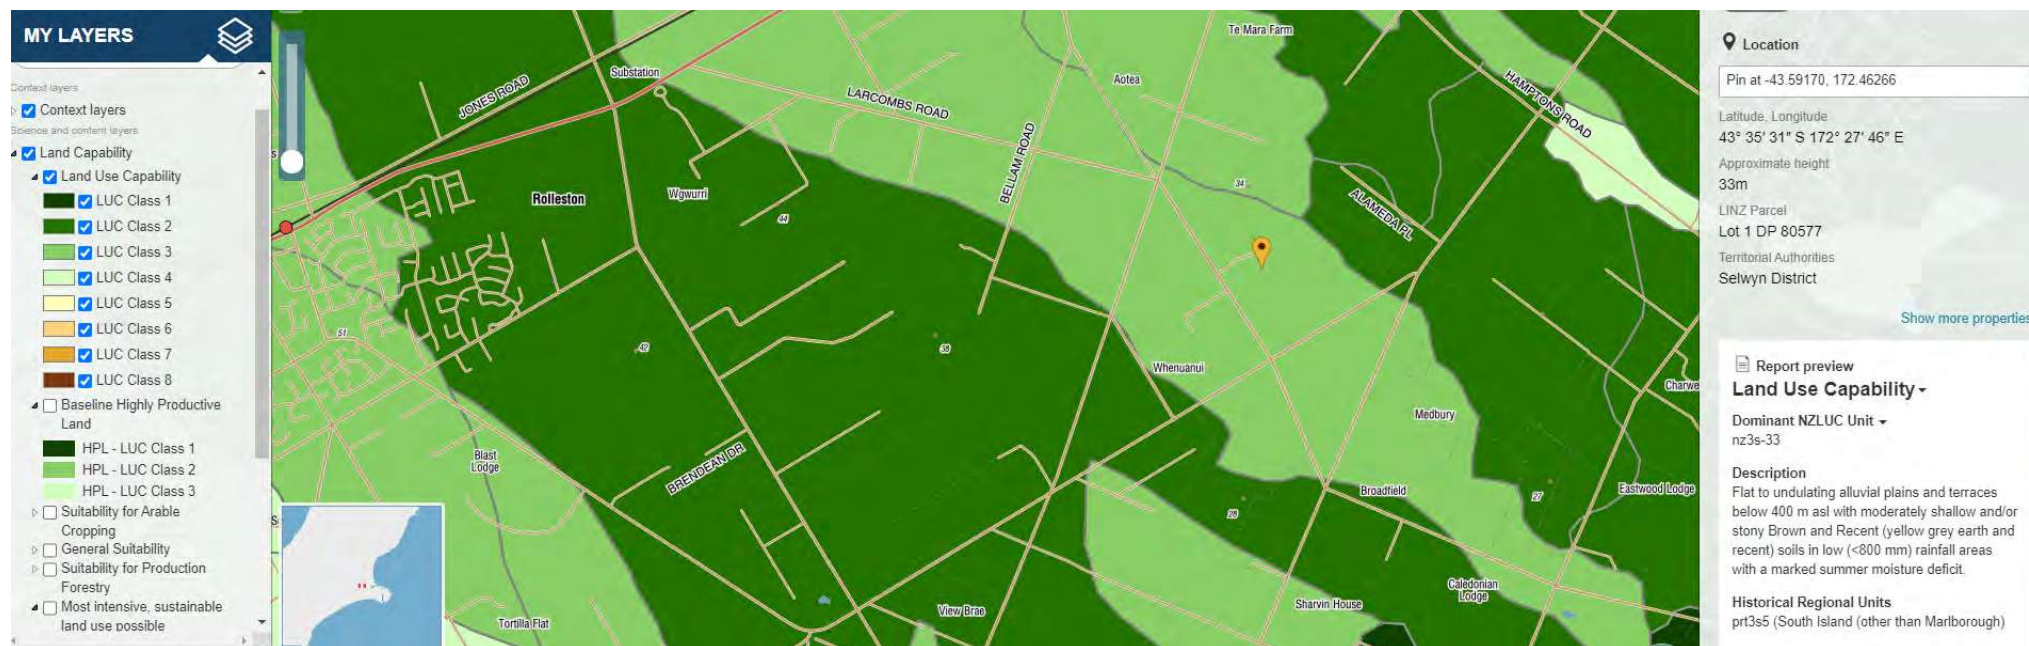 MY LAYERS
Context layers
Context layers
Science and content layers
Land Capability
Land Use Capability
LUC Class 1
LUC Class 2
LUC Class 3
LUC Class 4
LUC Class 5
LUC Class 6
LUC Class 7
LUC Class 8
Baseline Highly Productive
Land
HPL - LUC Class 1
HPL - LUC Class 2
HPL - LUC Class 3
Suitability for Arable
Cropping
General Suitability
Suitability for Production
Forestry
Most intensive, sustainable
land use possible
Te Mara Farm
Substation
Aotea
JONES ROAD
LARCOMBS ROAD
HAMPTONS ROAD
BELLAM ROAD
Rolleston
Wgwurri
44
34
ALAMEDA PL
51
42
38
Whenuanui
Charwe
Medbury
Blast
Lodge
BRENDEAN DR
Broadfield
27
Eastwood Lodge
28
Caledonian
Lodge
Sharvin House
View Brae
Tortilla Flat
Location
Pin at -43.59170, 172.46266
Latitude, Longitude
43° 35' 31" S 172° 27' 46" E
Approximate height
33m
LINZ Parcel
Lot 1 DP 80577
Territorial Authorities
Selwyn District
Show more properties
Report preview
Land Use Capability
Dominant NZLUC Unit
nz3s-33
Description
Flat to undulating alluvial plains and terraces
below 400 m asl with moderately shallow and/or
stony Brown and Recent (yellow grey earth and
recent) soils in low (<800 mm) rainfall areas
with a marked summer moisture deficit.
Historical Regional Units
prt3s5 (South Island (other than Marlborough)